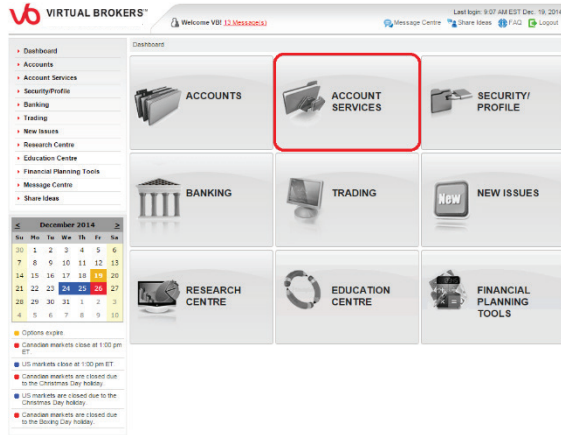 VB VIRTUAL BROKERS™
Welcome VB! 13 Message(s)
Last login: 9:07 AM EST Dec. 19, 2014
Message Centre Share Ideas FAQ Logout
Dashboard
Accounts
Account Services
Security/Profile
Banking
Trading
New Issues
Research Centre
Education Centre
Financial Planning Tools
Message Centre
Share Ideas
< December 2014 >
Su Mo Tu We Th Fr Sa
30 1 2 3 4 5 6
7 8 9 10 11 12 13
14 15 16 17 18 19 20
21 22 23 24 25 26 27
28 29 30 31 1 2 3
4 5 6 7 8 9 10
Options expire.
Canadian markets close at 1:00 pm
ET.
US markets close at 1:00 pm ET.
Canadian markets are closed due
to the Christmas Day holiday.
US markets are closed due to the
Christmas Day holiday.
Canadian markets are closed due
to the Boxing Day holiday.
Dashboard
ACCOUNTS
ACCOUNT
SERVICES
SECURITY/
PROFILE
BANKING
TRADING
New
NEW ISSUES
RESEARCH
CENTRE
EDUCATION
CENTRE
FINANCIAL
PLANNING
TOOLS